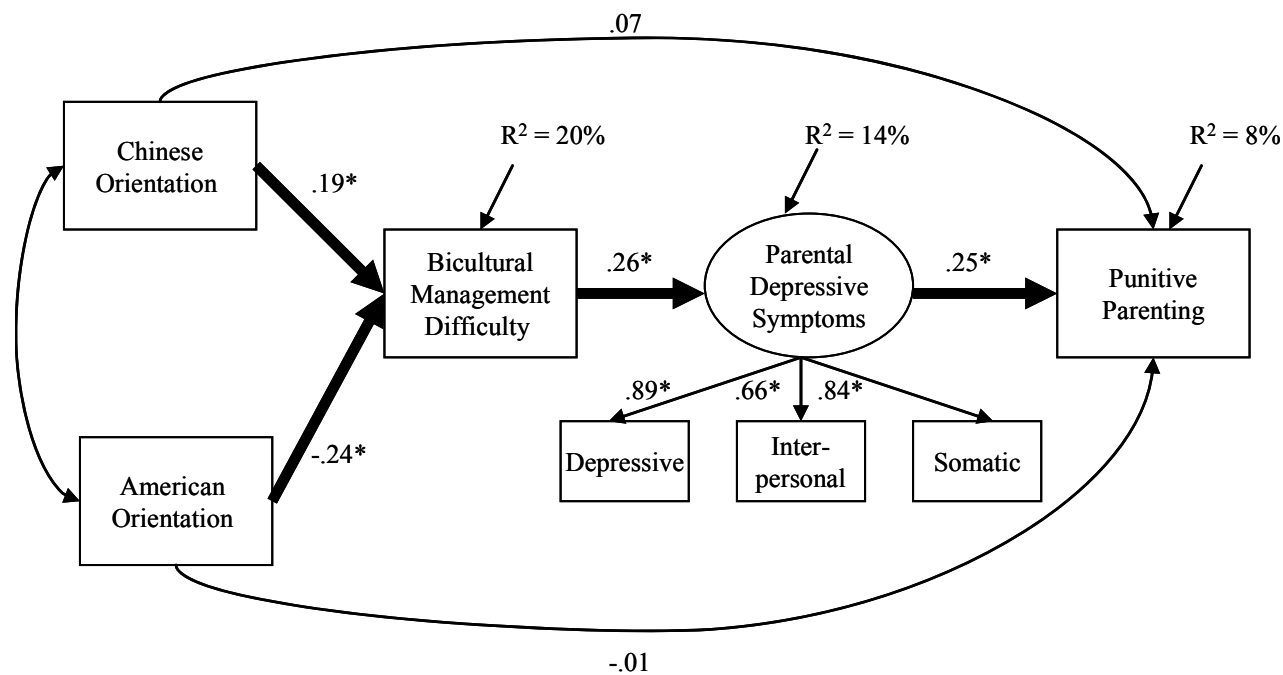 .07
R² = 20%
R² = 14%
R² = 8%
Chinese
Orientation
.19*
Bicultural
Management
Difficulty
.26*
Parental
Depressive
Symptoms
.25*
Punitive
Parenting
.89*
.66*
.84*
-.24*
Depressive
Inter-
personal
Somatic
American
Orientation
-.01